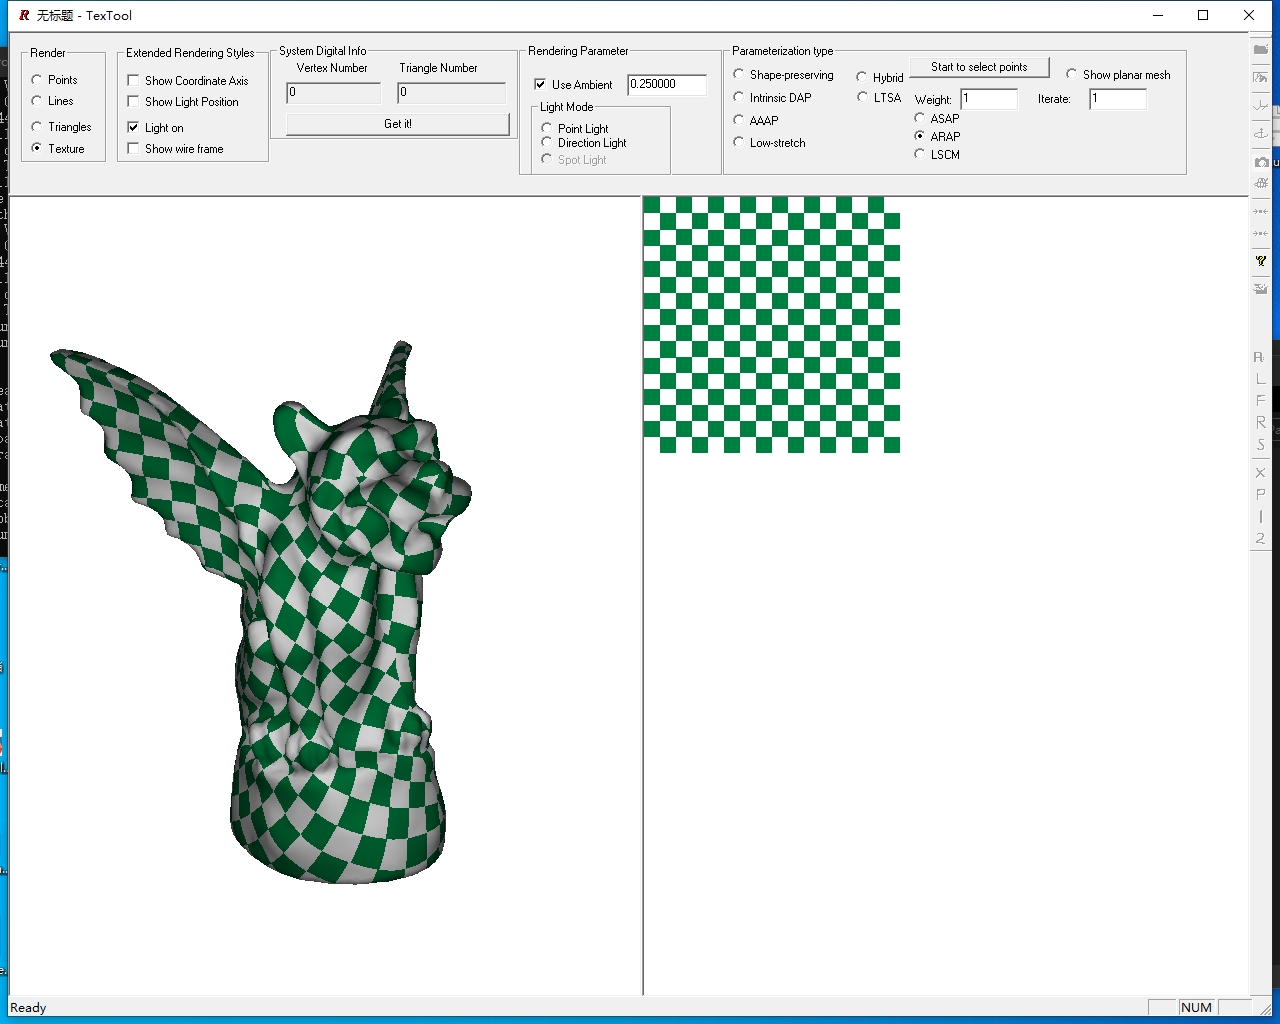 无标题 - TexTool
Render
Points
Lines
Triangles
Texture
Extended Rendering Styles
Show Coordinate Axis
Show Light Position
Light on
Show wire frame
System Digital Info
Vertex Number Triangle Number
0 0
Get it!
Rendering Parameter
Use Ambient 0.250000
Light Mode
Point Light
Direction Light
Spot Light
Parameterization type
Shape-preserving
Intrinsic DAP
AAAP
Low-stretch
Hybrid
LTSA
Start to select points
Show planar mesh
Weight: 1 Iterate: 1
ASAP
ARAP
LSCM
A
L
F
R
S
X
P
1
2
Ready NUM